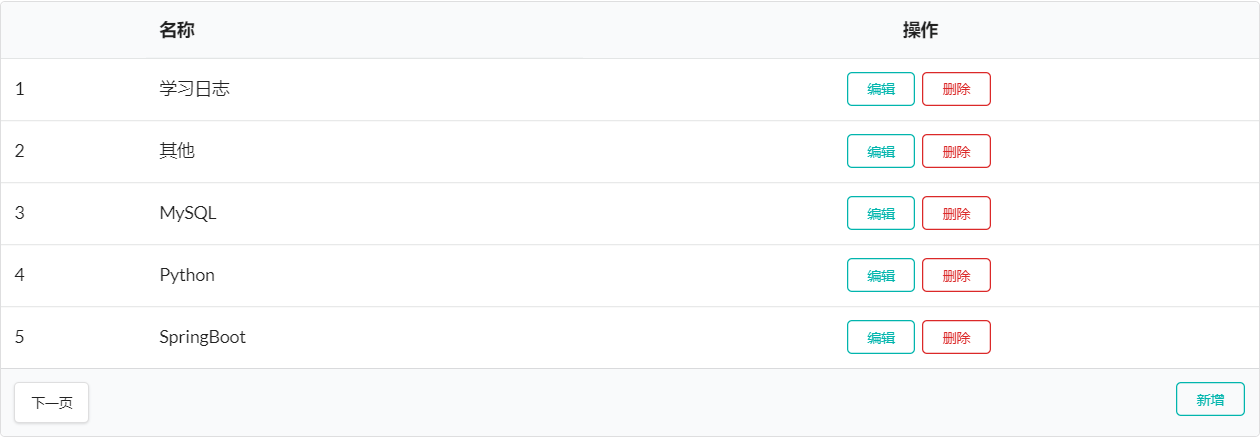 名称 操作
1 学习日志 编辑 删除
2 其他 编辑 删除
3 MySQL 编辑 删除
4 Python 编辑 删除
5 SpringBoot 编辑 删除
下一页 新增